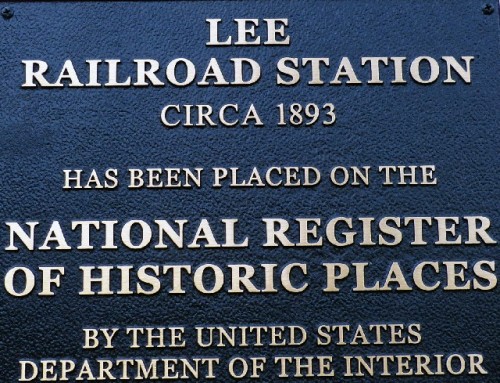 LEE
RAILROAD STATION
CIRCA 1893
HAS BEEN PLACED ON THE
NATIONAL REGISTER
OF HISTORIC PLACES
BY THE UNITED STATES
DEPARTMENT OF THE INTERIOR